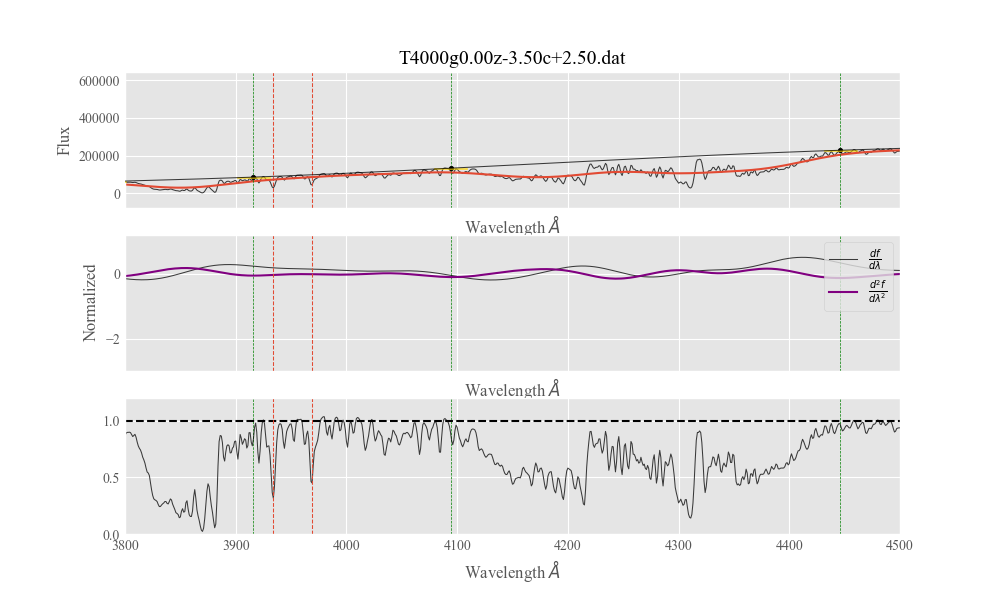 T4000g0.00z-3.50c+2.50.dat
600000
400000
200000
0
Flux
Wavelength Å
0
−2
Normalized
df/dλ
d²f/dλ²
Wavelength Å
1.0
0.5
0.0
3800 3900 4000 4100 4200 4300 4400 4500
Wavelength Å